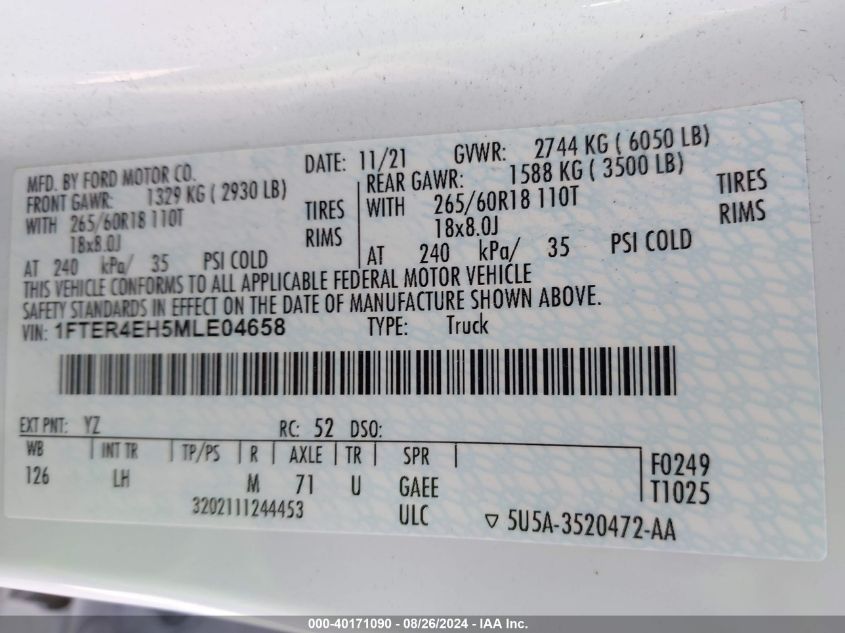 MFD. BY FORD MOTOR CO.
DATE: 11/21 GVWR: 2744 KG ( 6050 LB)
FRONT GAWR: 1329 KG ( 2930 LB)
WITH 265/60R18 110T TIRES
18x8.0J RIMS
AT 240 kPa/ 35 PSI COLD
REAR GAWR: 1588 KG ( 3500 LB)
WITH 265/60R18 110T TIRES
18x8.0J RIMS
AT 240 kPa/ 35 PSI COLD
THIS VEHICLE CONFORMS TO ALL APPLICABLE FEDERAL MOTOR VEHICLE
SAFETY STANDARDS IN EFFECT ON THE DATE OF MANUFACTURE SHOWN ABOVE.
VIN: 1FTER4EH5MLE04658 TYPE: Truck
EXT PNT: YZ RC: 52 DSO:
WB INT TR TP/PS R AXLE TR SPR
126 LH M 71 U GAEE
F0249
T1025
3202111244453 ULC ▽ 5U5A-3520472-AA
000-40171090 - 08/26/2024 - IAA Inc.